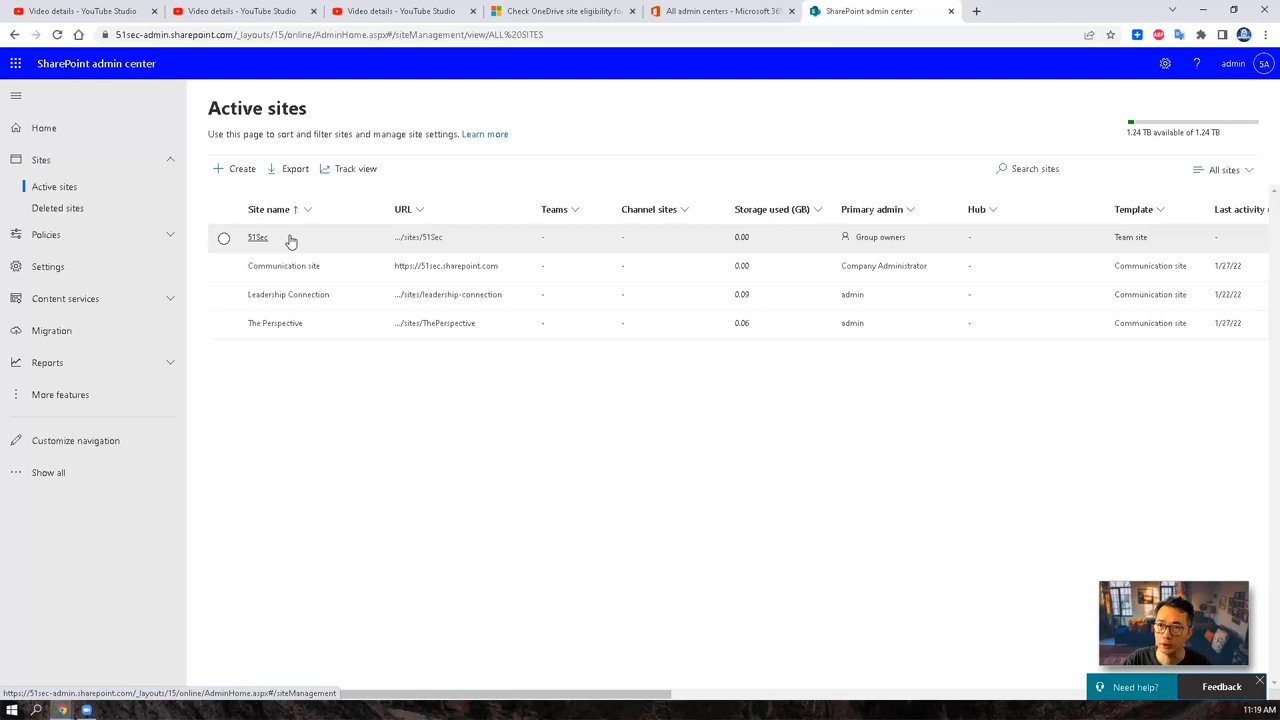 Video details - YouTube Studio
Video details - YouTube Studio
Video details - YouTube Studio
Check OneDrive site eligibility fo
All admin centers - Microsoft 36
SharePoint admin center
51sec-admin.sharepoint.com/_layouts/15/online/AdminHome.aspx#/siteManagement/view/ALL%20SITES
SharePoint admin center
admin
SA
Home
Sites
Active sites
Deleted sites
Policies
Settings
Content services
Migration
Reports
More features
Customize navigation
Show all
Active sites
Use this page to sort and filter sites and manage site settings. Learn more
1.24 TB available of 1.24 TB
Create
Export
Track view
Search sites
All sites
Site name ↑ URL Teams Channel sites Storage used (GB) Primary admin Hub Template Last activity
51Sec .../sites/51Sec - - 0.00 Group owners - Team site -
Communication site https://51sec.sharepoint.com - - 0.00 Company Administrator - Communication site 1/27/22
Leadership Connection .../sites/leadership-connection - - 0.09 admin - Communication site 1/22/22
The Perspective .../sites/ThePerspective - - 0.06 admin - Communication site 1/27/22
Need help?
Feedback
https://51sec-admin.sharepoint.com/_layouts/15/online/AdminHome.aspx#/siteManagement
11:19 AM